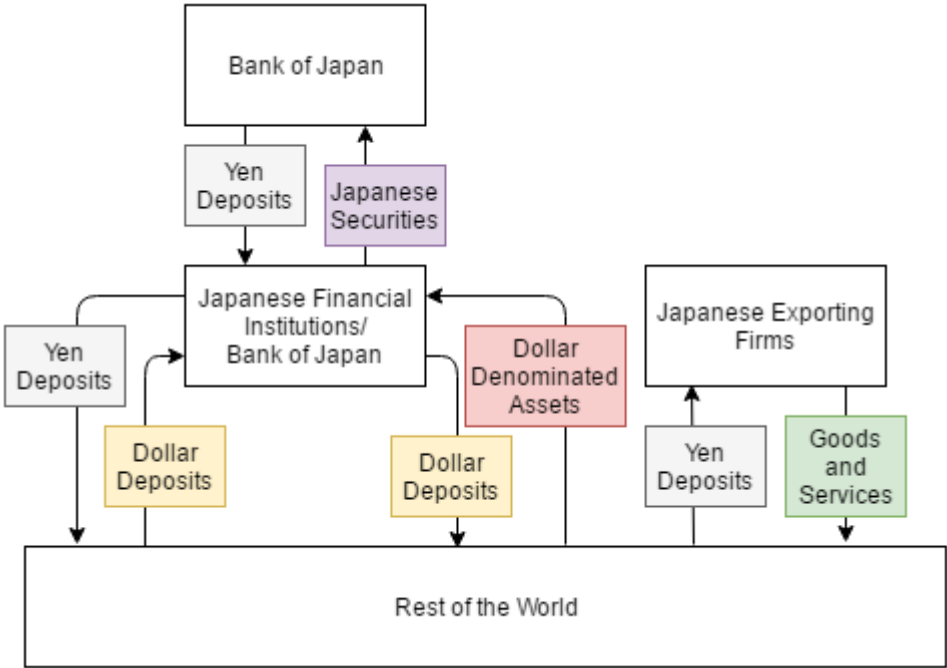 Bank of Japan
Yen
Deposits
Japanese
Securities
Japanese Financial
Institutions/
Bank of Japan
Japanese Exporting
Firms
Yen
Deposits
Dollar
Denominated
Assets
Dollar
Deposits
Dollar
Deposits
Yen
Deposits
Goods
and
Services
Rest of the World